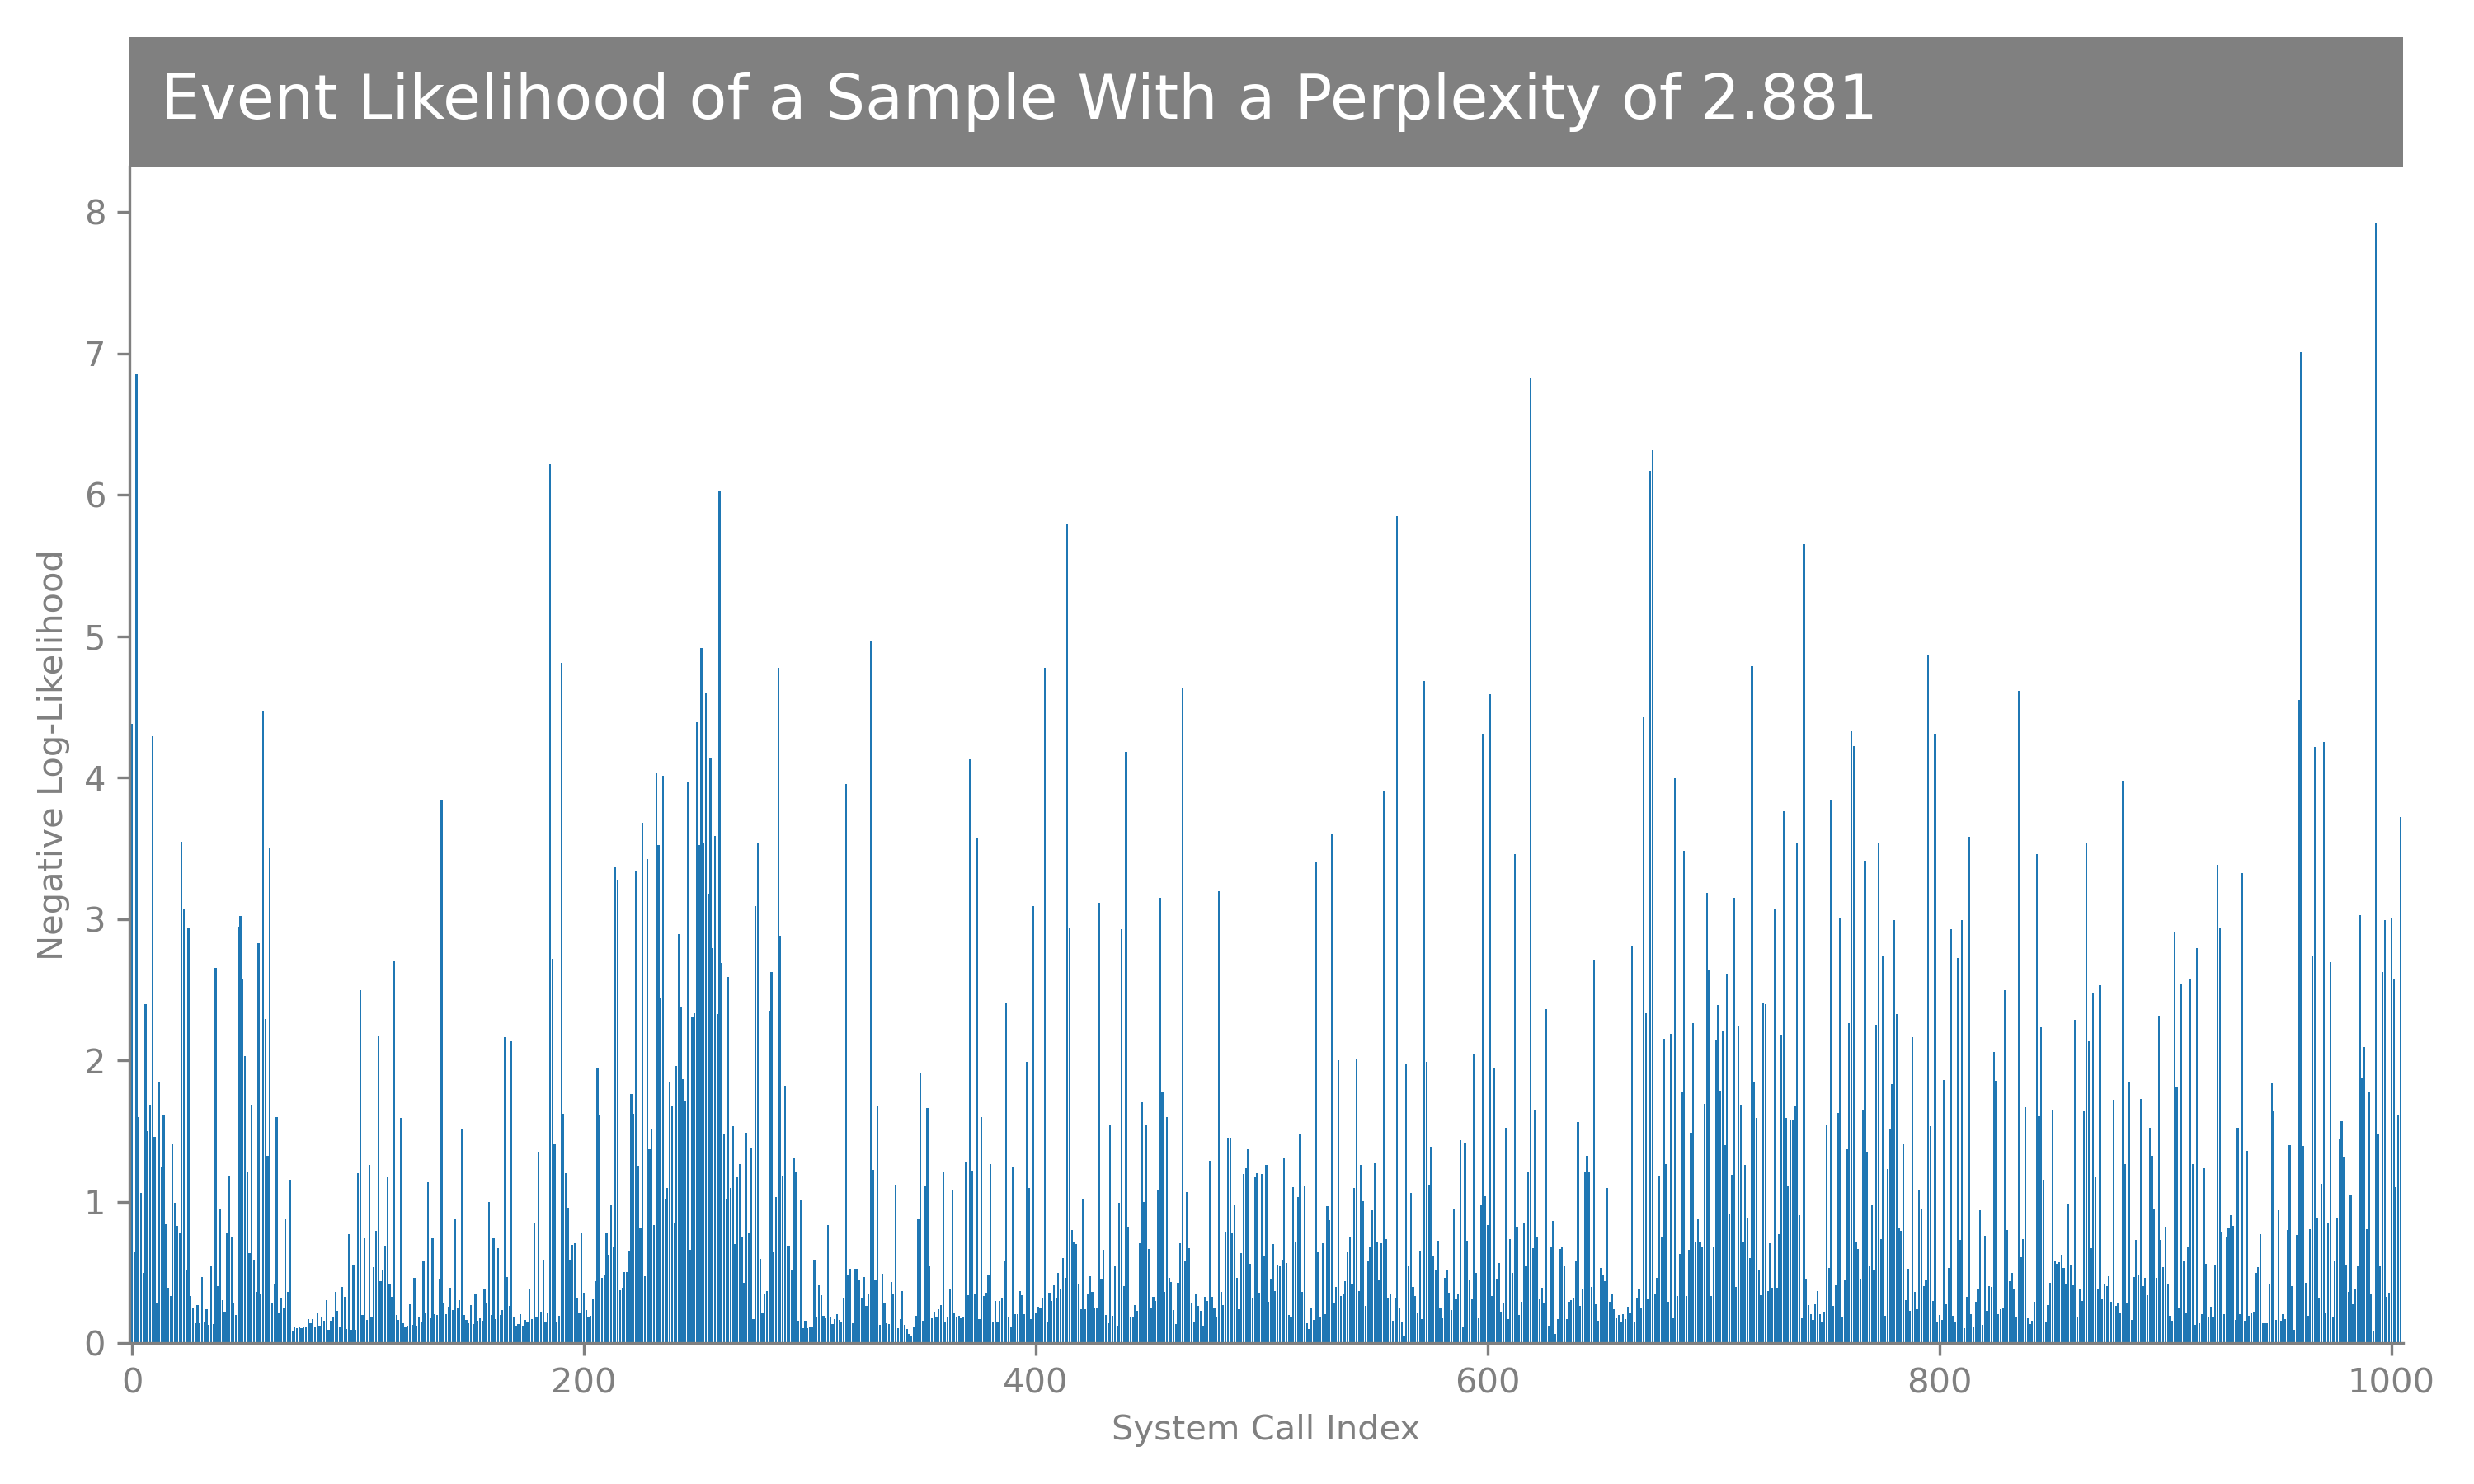 Event Likelihood of a Sample With a Perplexity of 2.881
8
7
6
5
4
3
2
1
0
Negative Log-Likelihood
0 200 400 600 800 1000
System Call Index